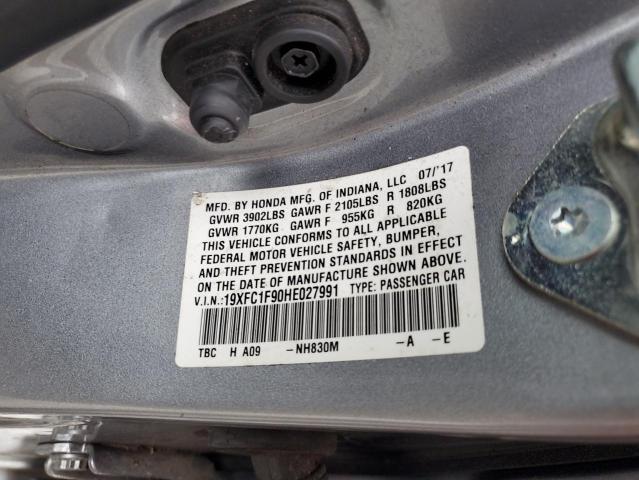 MFD. BY HONDA MFG. OF INDIANA, LLC 07/'17
GVWR 3902LBS GAWR F 2105LBS R 1808LBS
GVWR 1770KG GAWR F 955KG R 820KG
THIS VEHICLE CONFORMS TO ALL APPLICABLE
FEDERAL MOTOR VEHICLE SAFETY, BUMPER,
AND THEFT PREVENTION STANDARDS IN EFFECT
ON THE DATE OF MANUFACTURE SHOWN ABOVE.
V.I.N.:19XFC1F90HE027991 TYPE: PASSENGER CAR
TBC H A09 -NH830M -A -E